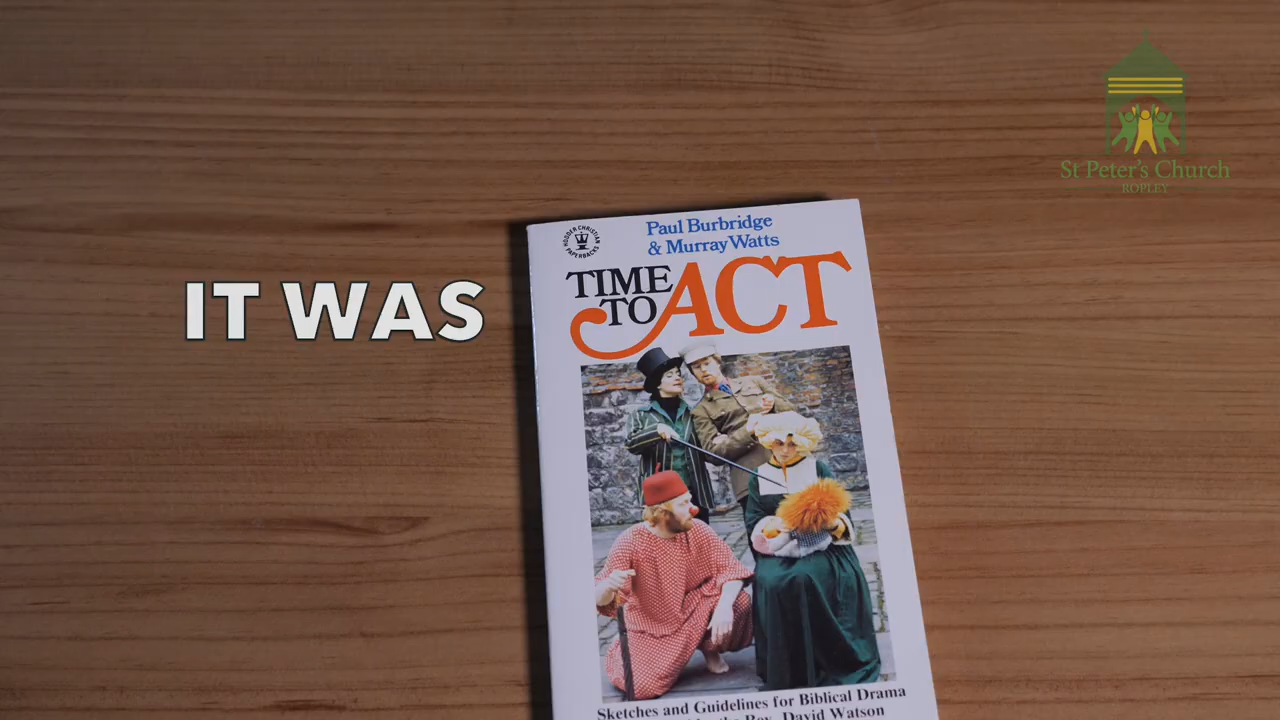 St Peter's Church
ROPLEY
IT WAS
HODDER CHRISTIAN PAPERBACKS
Paul Burbridge
& Murray Watts
TIME
TO ACT
Sketches and Guidelines for Biblical Drama
Rev. David Watson